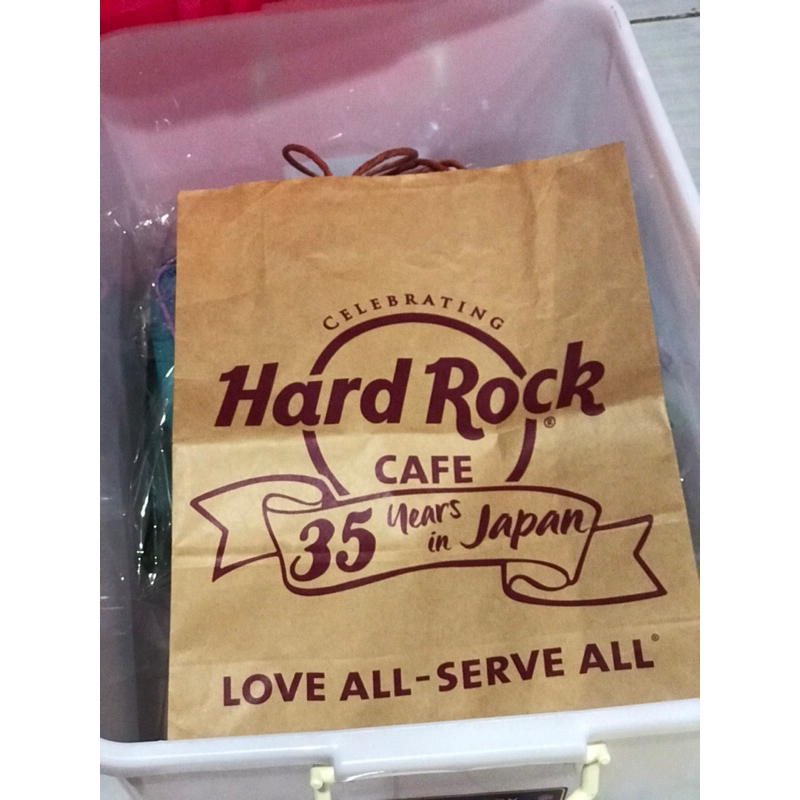 CELEBRATING
Hard Rock®
CAFE
35 Years in Japan
LOVE ALL-SERVE ALL®